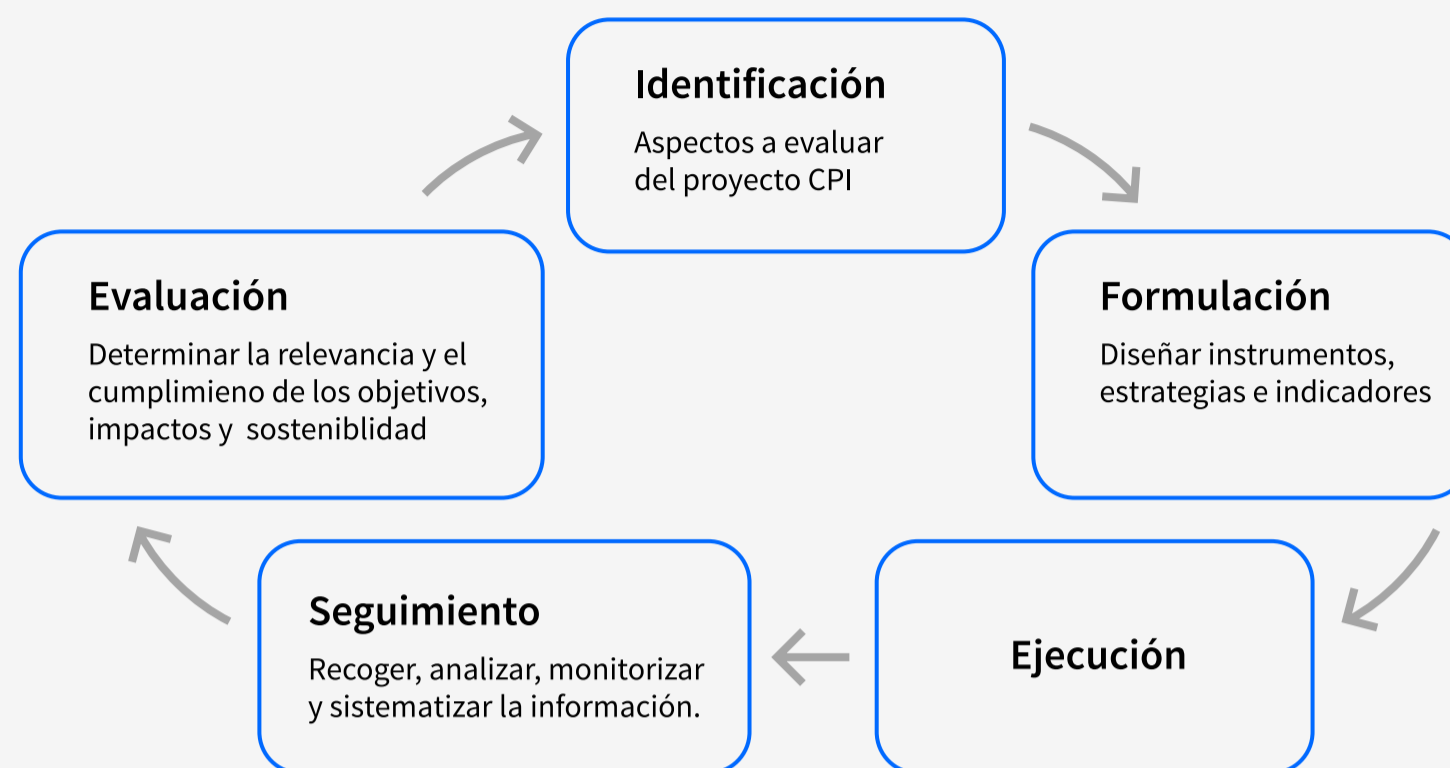 Identificación
Aspectos a evaluar
del proyecto CPI
Formulación
Diseñar instrumentos,
estrategias e indicadores
Ejecución
Seguimiento
Recoger, analizar, monitorizar
y sistematizar la información.
Evaluación
Determinar la relevancia y el
cumplimieno de los objetivos,
impactos y  sosteniblidad